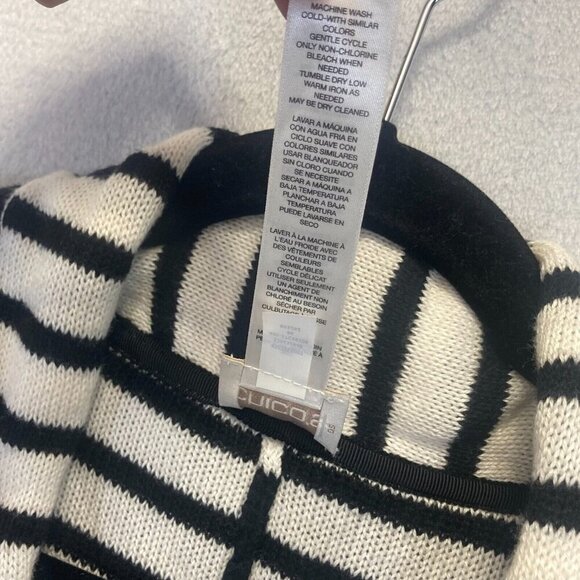 MACHINE WASH
COLD-WITH SIMILAR
COLORS
GENTLE CYCLE
ONLY NON-CHLORINE
BLEACH WHEN
NEEDED
TUMBLE DRY LOW
WARM IRON AS
NEEDED
MAY BE DRY CLEANED
LAVAR A MÁQUINA
CON AGUA FRIA EN
CICLO SUAVE CON
COLORES SIMILARES
USAR BLANQUEADOR
SIN CLORO CUANDO
SE NECESITE
SECAR A MÁQUINA A
BAJA TEMPERATURA
PLANCHAR A BAJA
TEMPERATURA
PUEDE LAVARSE EN
SECO
LAVER À LA MACHINE À
L'EAU FROIDE AVEC
DES VÊTEMENTS DE
COULEURS
SEMBLABLES
CYCLE DÉLICAT
UTILISER SEULEMENT
UN AGENT DE
BLANCHIMENT NON
CHLORÉ AU BESOIN
SÉCHER PAR